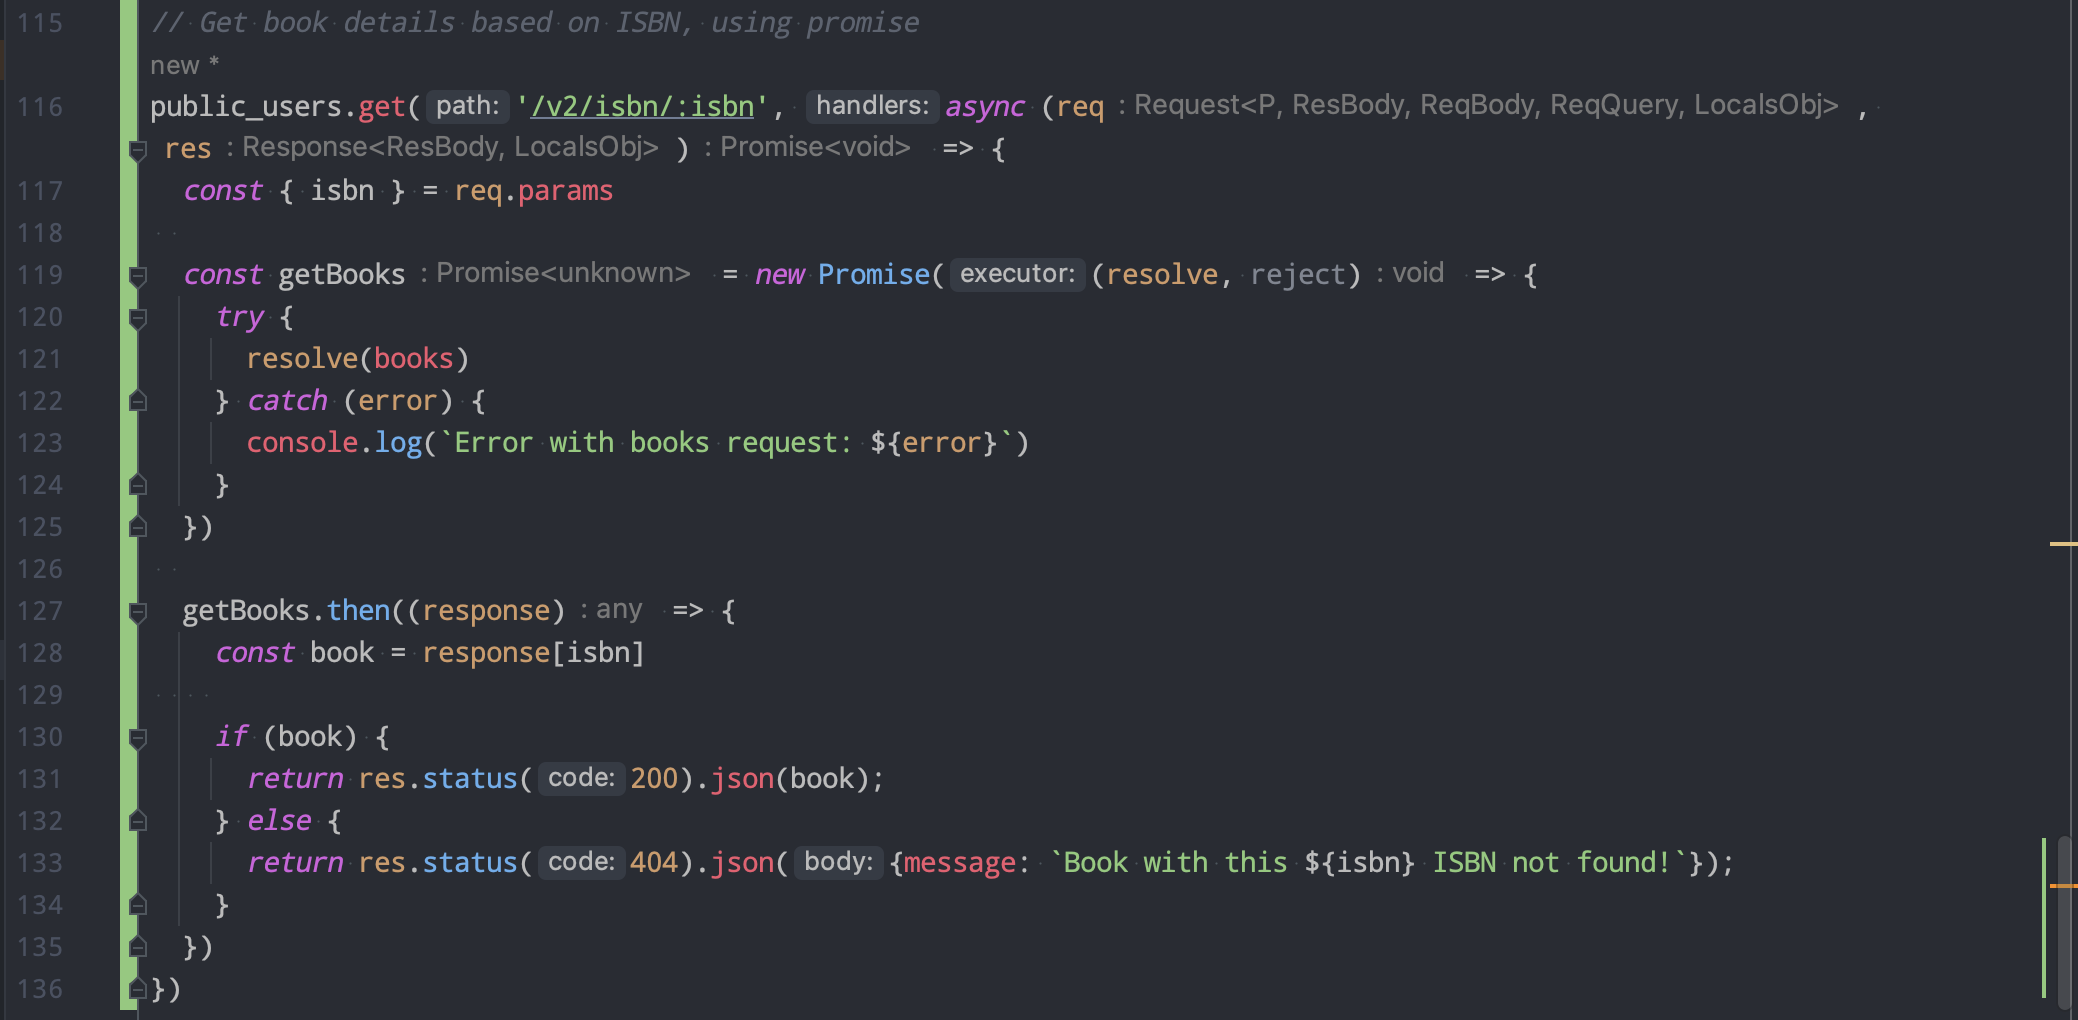 115 // Get book details based on ISBN, using promise
new *
116 public_users.get( path: '/v2/isbn/:isbn', handlers: async (req : Request<P, ResBody, ReqBody, ReqQuery, LocalsObj> ,
res : Response<ResBody, LocalsObj> ) : Promise<void> => {
117 const { isbn } = req.params
118
119 const getBooks : Promise<unknown> = new Promise( executor: (resolve, reject) : void => {
120 try {
121 resolve(books)
122 } catch (error) {
123 console.log(`Error with books request: ${error}`)
124 }
125 })
126
127 getBooks.then((response) : any => {
128 const book = response[isbn]
129
130 if (book) {
131 return res.status( code: 200).json(book);
132 } else {
133 return res.status( code: 404).json( body: {message: `Book with this ${isbn} ISBN not found!`});
134 }
135 })
136 })